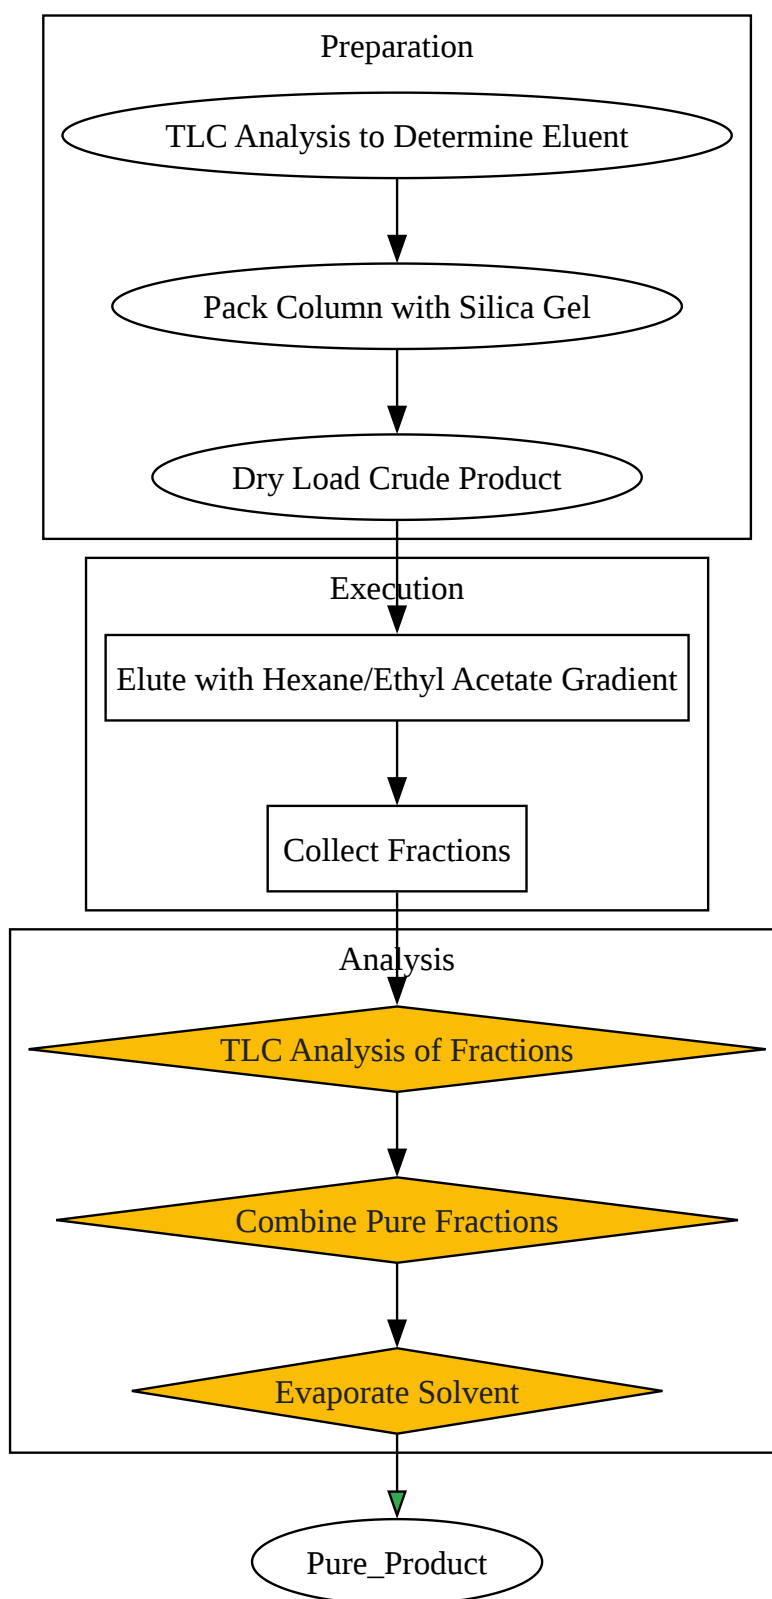 Preparation
TLC Analysis to Determine Eluent
Pack Column with Silica Gel
Dry Load Crude Product
Execution
Elute with Hexane/Ethyl Acetate Gradient
Collect Fractions
Analysis
TLC Analysis of Fractions
Combine Pure Fractions
Evaporate Solvent
Pure_Product